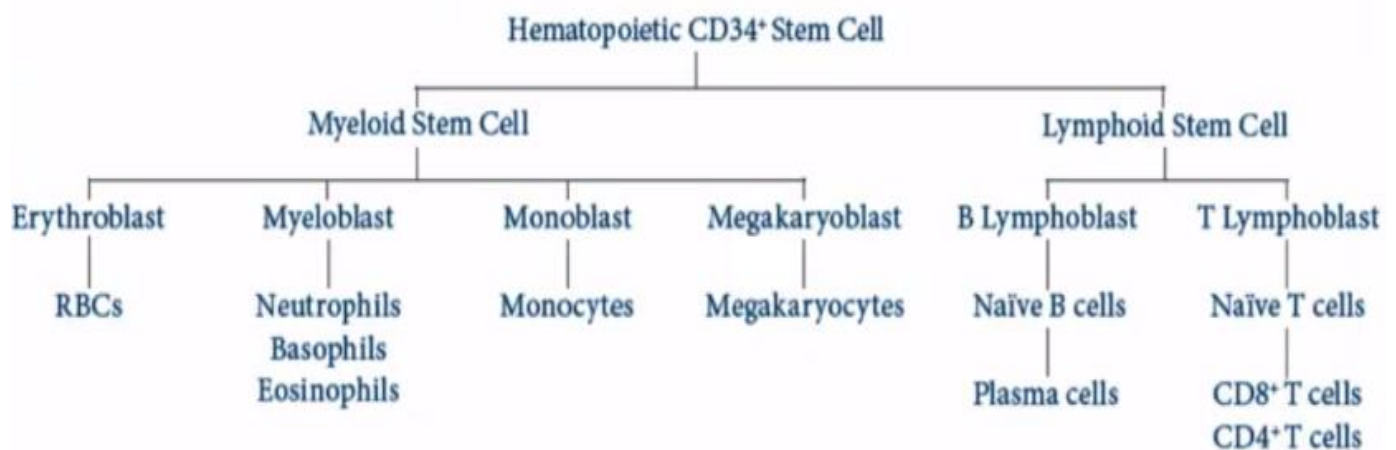 Hematopoietic CD34⁺ Stem Cell
Myeloid Stem Cell Lymphoid Stem Cell
Erythroblast Myeloblast Monoblast Megakaryoblast B Lymphoblast T Lymphoblast
RBCs Neutrophils Monocytes Megakaryocytes Naïve B cells Naïve T cells
Basophils
Eosinophils Plasma cells CD8⁺ T cells
CD4⁺ T cells